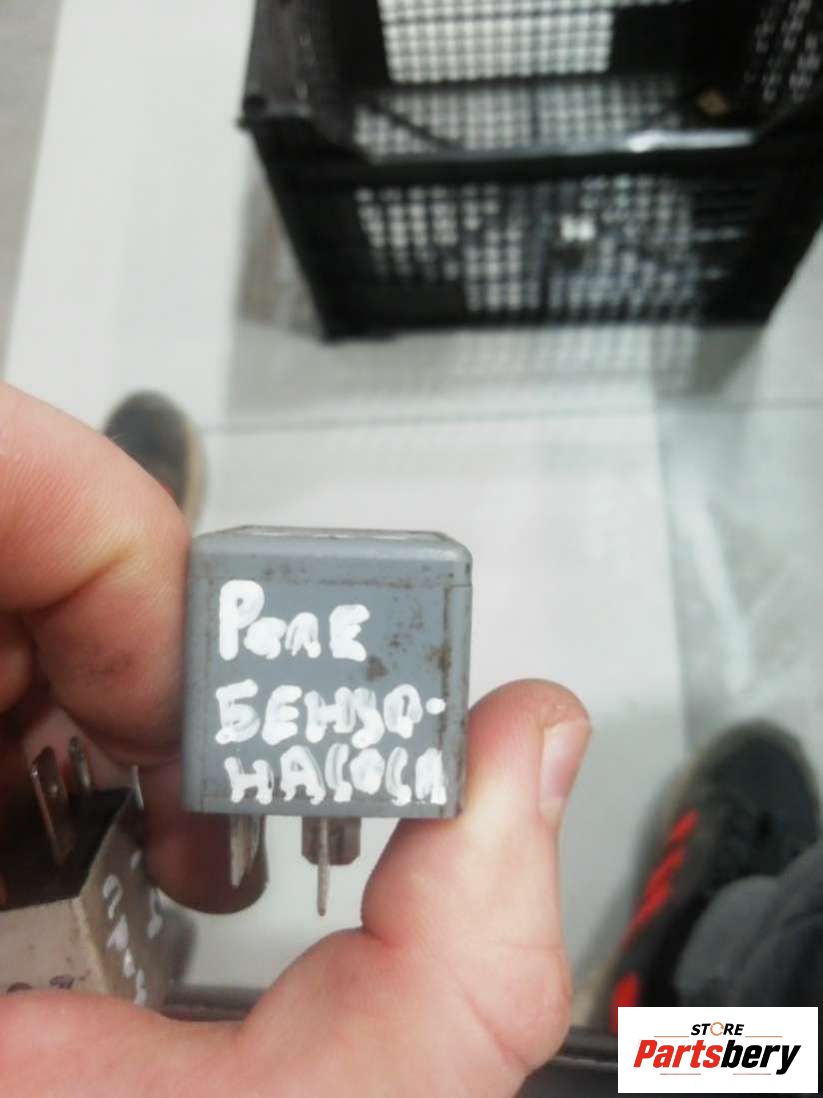 Реле
БЕНЗО-
НАСОСА
STORE
Partsbery